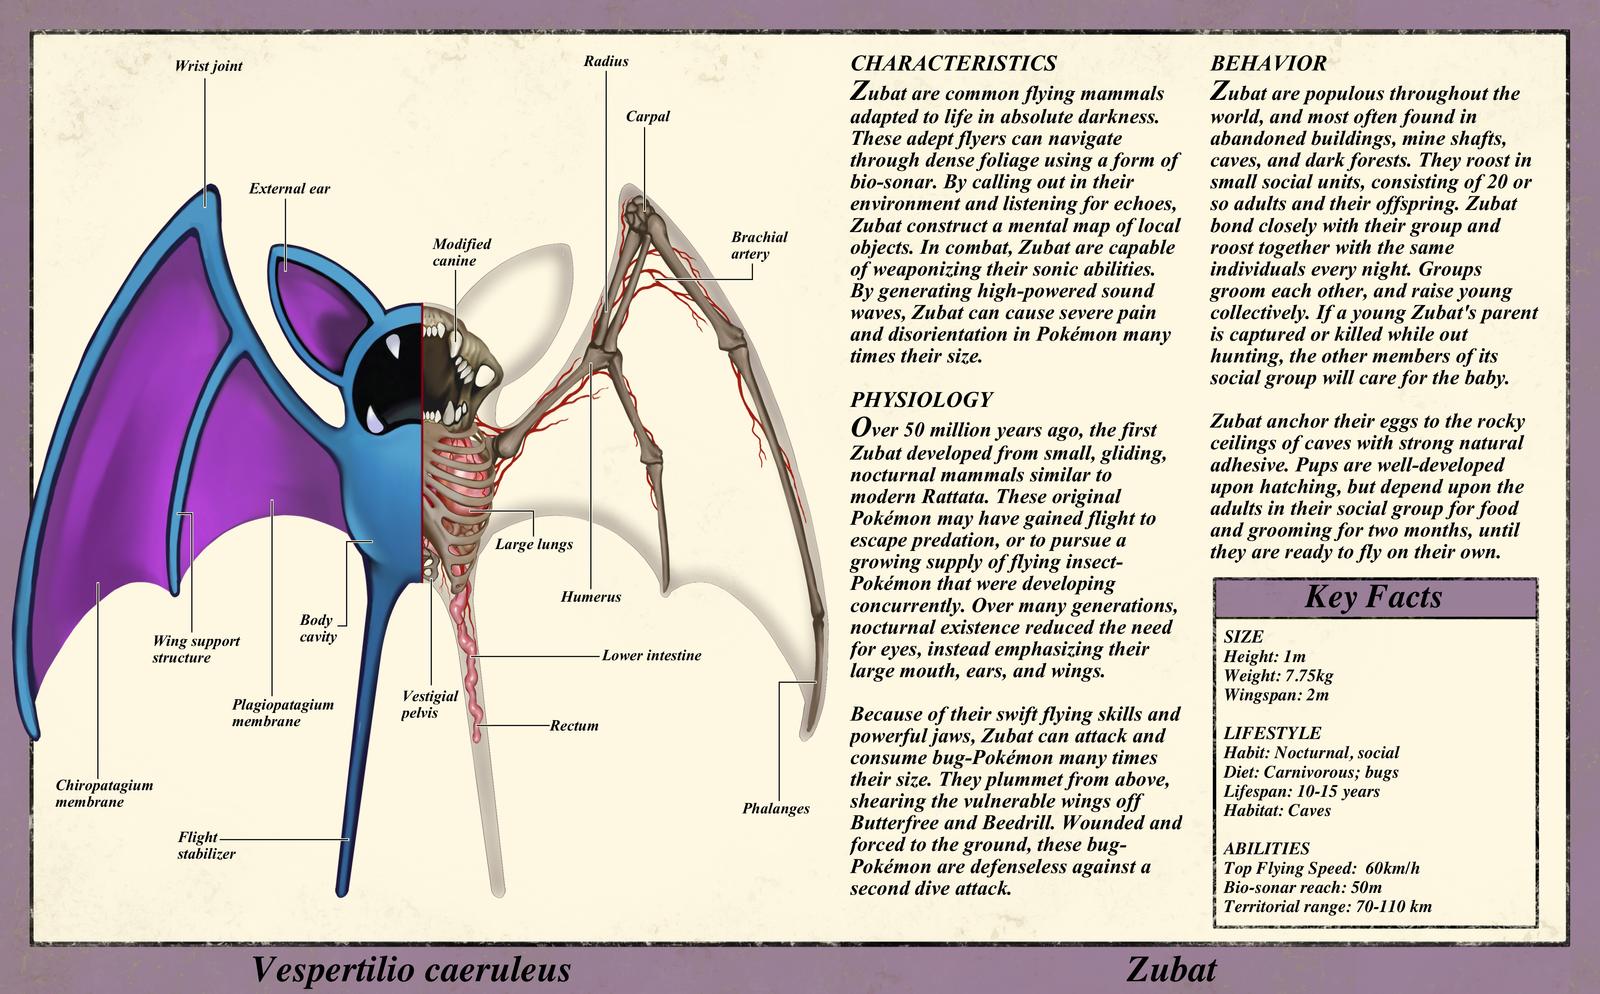 Wrist joint
External ear
Modified
canine
Radius
Carpal
Brachial
artery
Large lungs
Humerus
Body
cavity
Wing support
structure
Plagiopatagium
membrane
Vestigial
pelvis
Lower intestine
Rectum
Chiropatagium
membrane
Phalanges
Flight
stabilizer
CHARACTERISTICS
Zubat are common flying mammals
adapted to life in absolute darkness.
These adept flyers can navigate
through dense foliage using a form of
bio-sonar. By calling out in their
environment and listening for echoes,
Zubat construct a mental map of local
objects. In combat, Zubat are capable
of weaponizing their sonic abilities.
By generating high-powered sound
waves, Zubat can cause severe pain
and disorientation in Pokémon many
times their size.
PHYSIOLOGY
Over 50 million years ago, the first
Zubat developed from small, gliding,
nocturnal mammals similar to
modern Rattata. These original
Pokémon may have gained flight to
escape predation, or to pursue a
growing supply of flying insect-
Pokémon that were developing
concurrently. Over many generations,
nocturnal existence reduced the need
for eyes, instead emphasizing their
large mouth, ears, and wings.
Because of their swift flying skills and
powerful jaws, Zubat can attack and
consume bug-Pokémon many times
their size. They plummet from above,
shearing the vulnerable wings off
Butterfree and Beedrill. Wounded and
forced to the ground, these bug-
Pokémon are defenseless against a
second dive attack.
BEHAVIOR
Zubat are populous throughout the
world, and most often found in
abandoned buildings, mine shafts,
caves, and dark forests. They roost in
small social units, consisting of 20 or
so adults and their offspring. Zubat
bond closely with their group and
roost together with the same
individuals every night. Groups
groom each other, and raise young
collectively. If a young Zubat's parent
is captured or killed while out
hunting, the other members of its
social group will care for the baby.
Zubat anchor their eggs to the rocky
ceilings of caves with strong natural
adhesive. Pups are well-developed
upon hatching, but depend upon the
adults in their social group for food
and grooming for two months, until
they are ready to fly on their own.
Key Facts
SIZE
Height: 1m
Weight: 7.75kg
Wingspan: 2m
LIFESTYLE
Habit: Nocturnal, social
Diet: Carnivorous; bugs
Lifespan: 10-15 years
Habitat: Caves
ABILITIES
Top Flying Speed: 60km/h
Bio-sonar reach: 50m
Territorial range: 70-110 km
Vespertilio caeruleus
Zubat